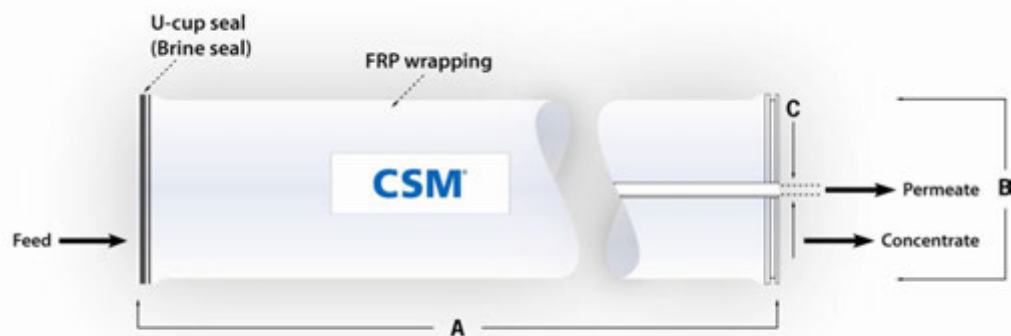 U-cup seal
(Brine seal)
FRP wrapping
C
CSM®
Permeate
B
Feed
Concentrate
A